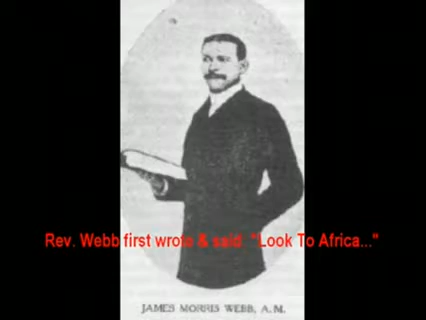 Rev. Webb first wrote & said "Look To Africa..."
JAMES MORRIS WEBB, A.M.